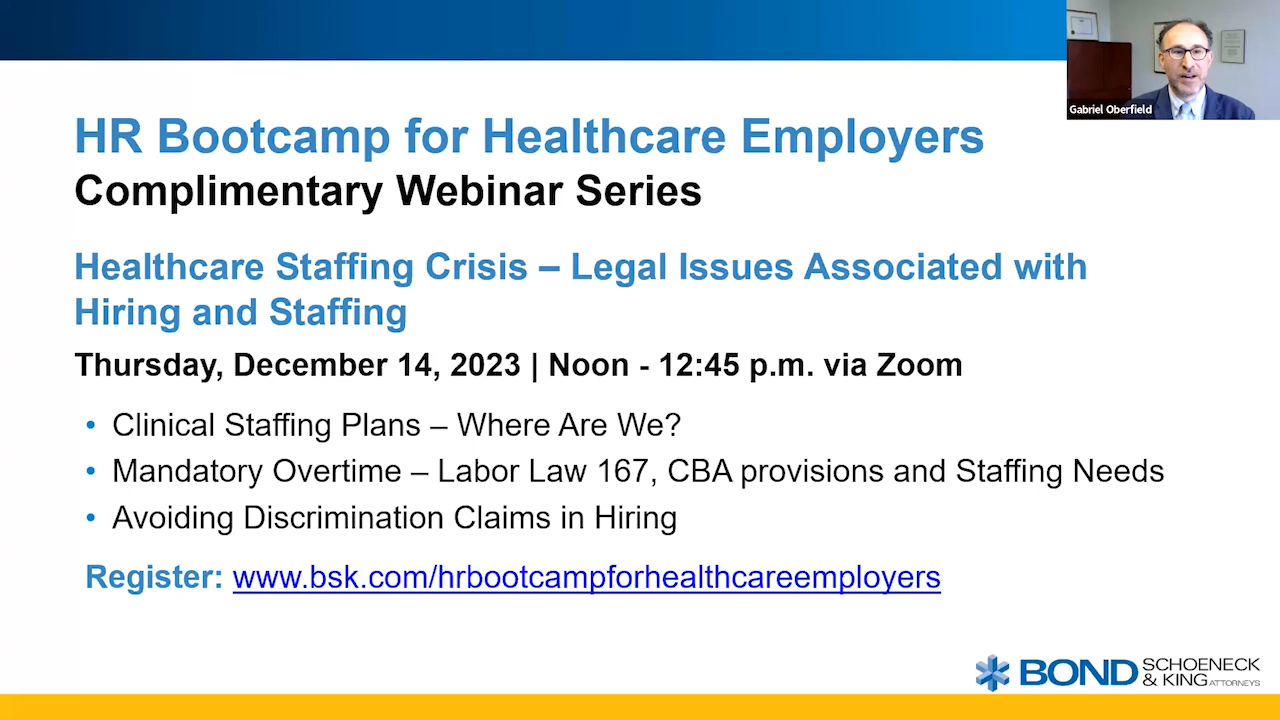 Gabriel Oberfield
HR Bootcamp for Healthcare Employers
Complimentary Webinar Series
Healthcare Staffing Crisis – Legal Issues Associated with
Hiring and Staffing
Thursday, December 14, 2023 | Noon - 12:45 p.m. via Zoom
• Clinical Staffing Plans – Where Are We?
• Mandatory Overtime – Labor Law 167, CBA provisions and Staffing Needs
• Avoiding Discrimination Claims in Hiring
Register: www.bsk.com/hrbootcampforhealthcareemployers
BOND SCHOENECK
& KING ATTORNEYS